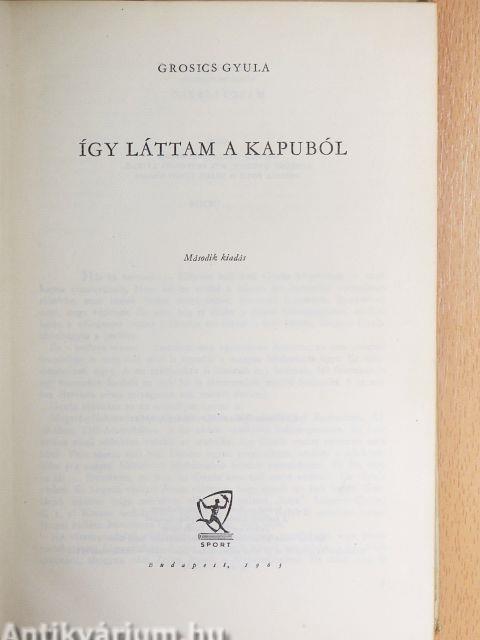 GROSICS GYULA
ÍGY LÁTTAM A KAPUBÓL
Második kiadás
SPORT
Budapest, 1965
Antikvárium.hu